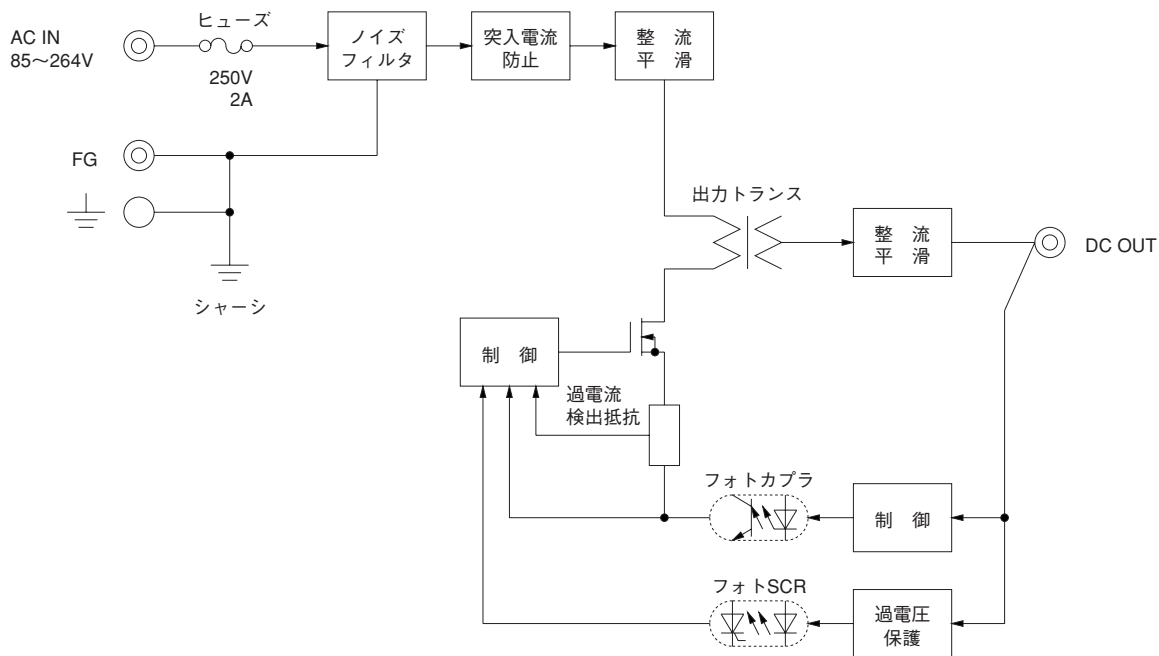 ヒューズ
AC IN
85～264V
250V
2A
ノイズ
フィルタ
突入電流
防止
整 流
平 滑
FG
シャーシ
出力トランス
整 流
平 滑
DC OUT
制 御
過電流
検出抵抗
フォトカプラ
制 御
フォトSCR
過電圧
保護